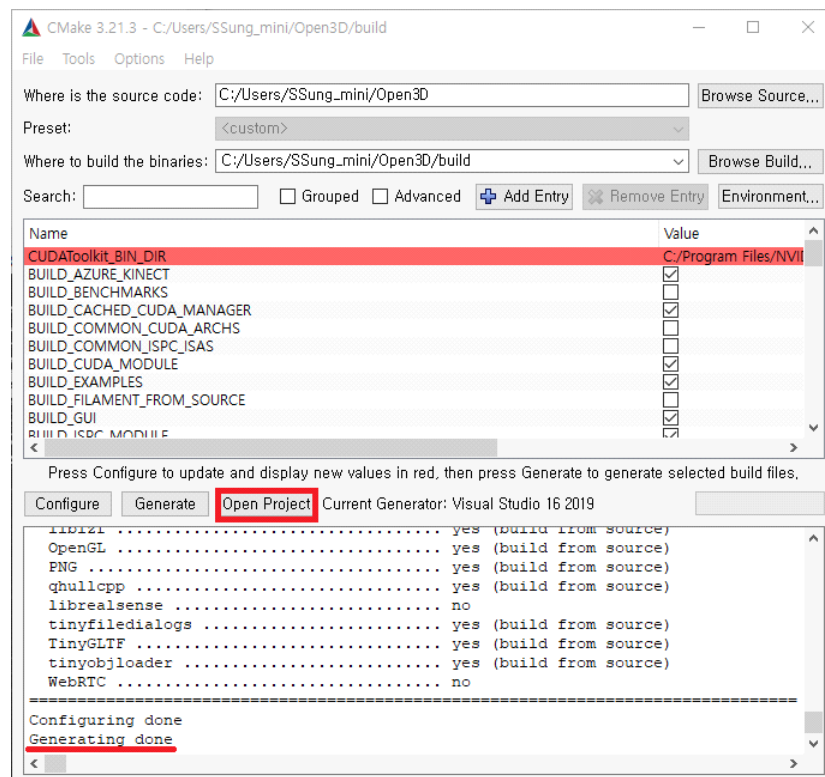 CMake 3.21.3 - C:/Users/SSung_mini/Open3D/build
File Tools Options Help
Where is the source code: C:/Users/SSung_mini/Open3D Browse Source...
Preset: <custom>
Where to build the binaries: C:/Users/SSung_mini/Open3D/build Browse Build...
Search: Grouped Advanced Add Entry Remove Entry Environment...
Name Value
CUDAToolkit_BIN_DIR C:/Program Files/NVID
BUILD_AZURE_KINECT
BUILD_BENCHMARKS
BUILD_CACHED_CUDA_MANAGER
BUILD_COMMON_CUDA_ARCHS
BUILD_COMMON_ISPC_ISAS
BUILD_CUDA_MODULE
BUILD_EXAMPLES
BUILD_FILAMENT_FROM_SOURCE
BUILD_GUI
BUILD_ISPC_MODULE
Press Configure to update and display new values in red, then press Generate to generate selected build files.
Configure Generate Open Project Current Generator: Visual Studio 16 2019
yes (build from source)
OpenGL .................................. yes (build from source)
PNG ..................................... yes (build from source)
qhullcpp ................................ yes (build from source)
librealsense ............................ no
tinyfiledialogs ......................... yes (build from source)
TinyGLTF ................................ yes (build from source)
tinyobjloader ........................... yes (build from source)
WebRTC .................................. no
================================================================================
Configuring done
Generating done